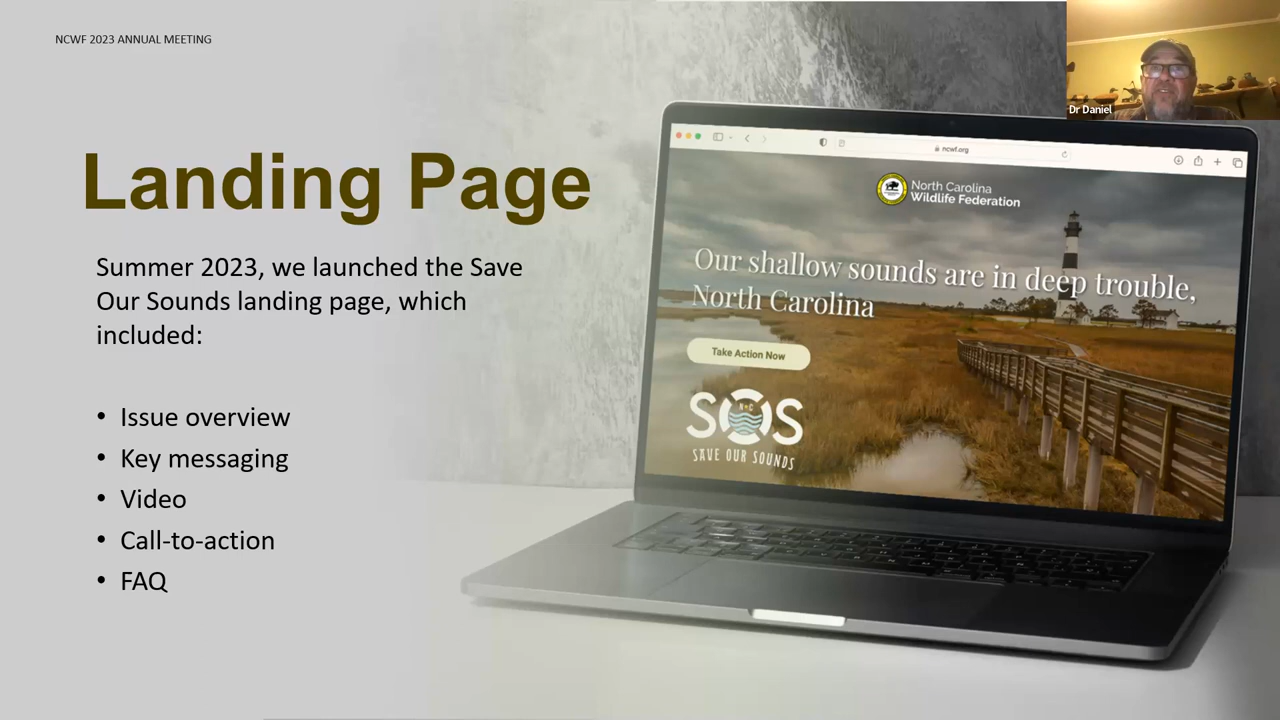 NCWF 2023 ANNUAL MEETING
Dr Daniel
Landing Page
Summer 2023, we launched the Save
Our Sounds landing page, which
included:
• Issue overview
• Key messaging
• Video
• Call-to-action
• FAQ
ncwf.org
North Carolina
Wildlife Federation
Our shallow sounds are in deep trouble,
North Carolina
Take Action Now
SOS
N C
SAVE OUR SOUNDS